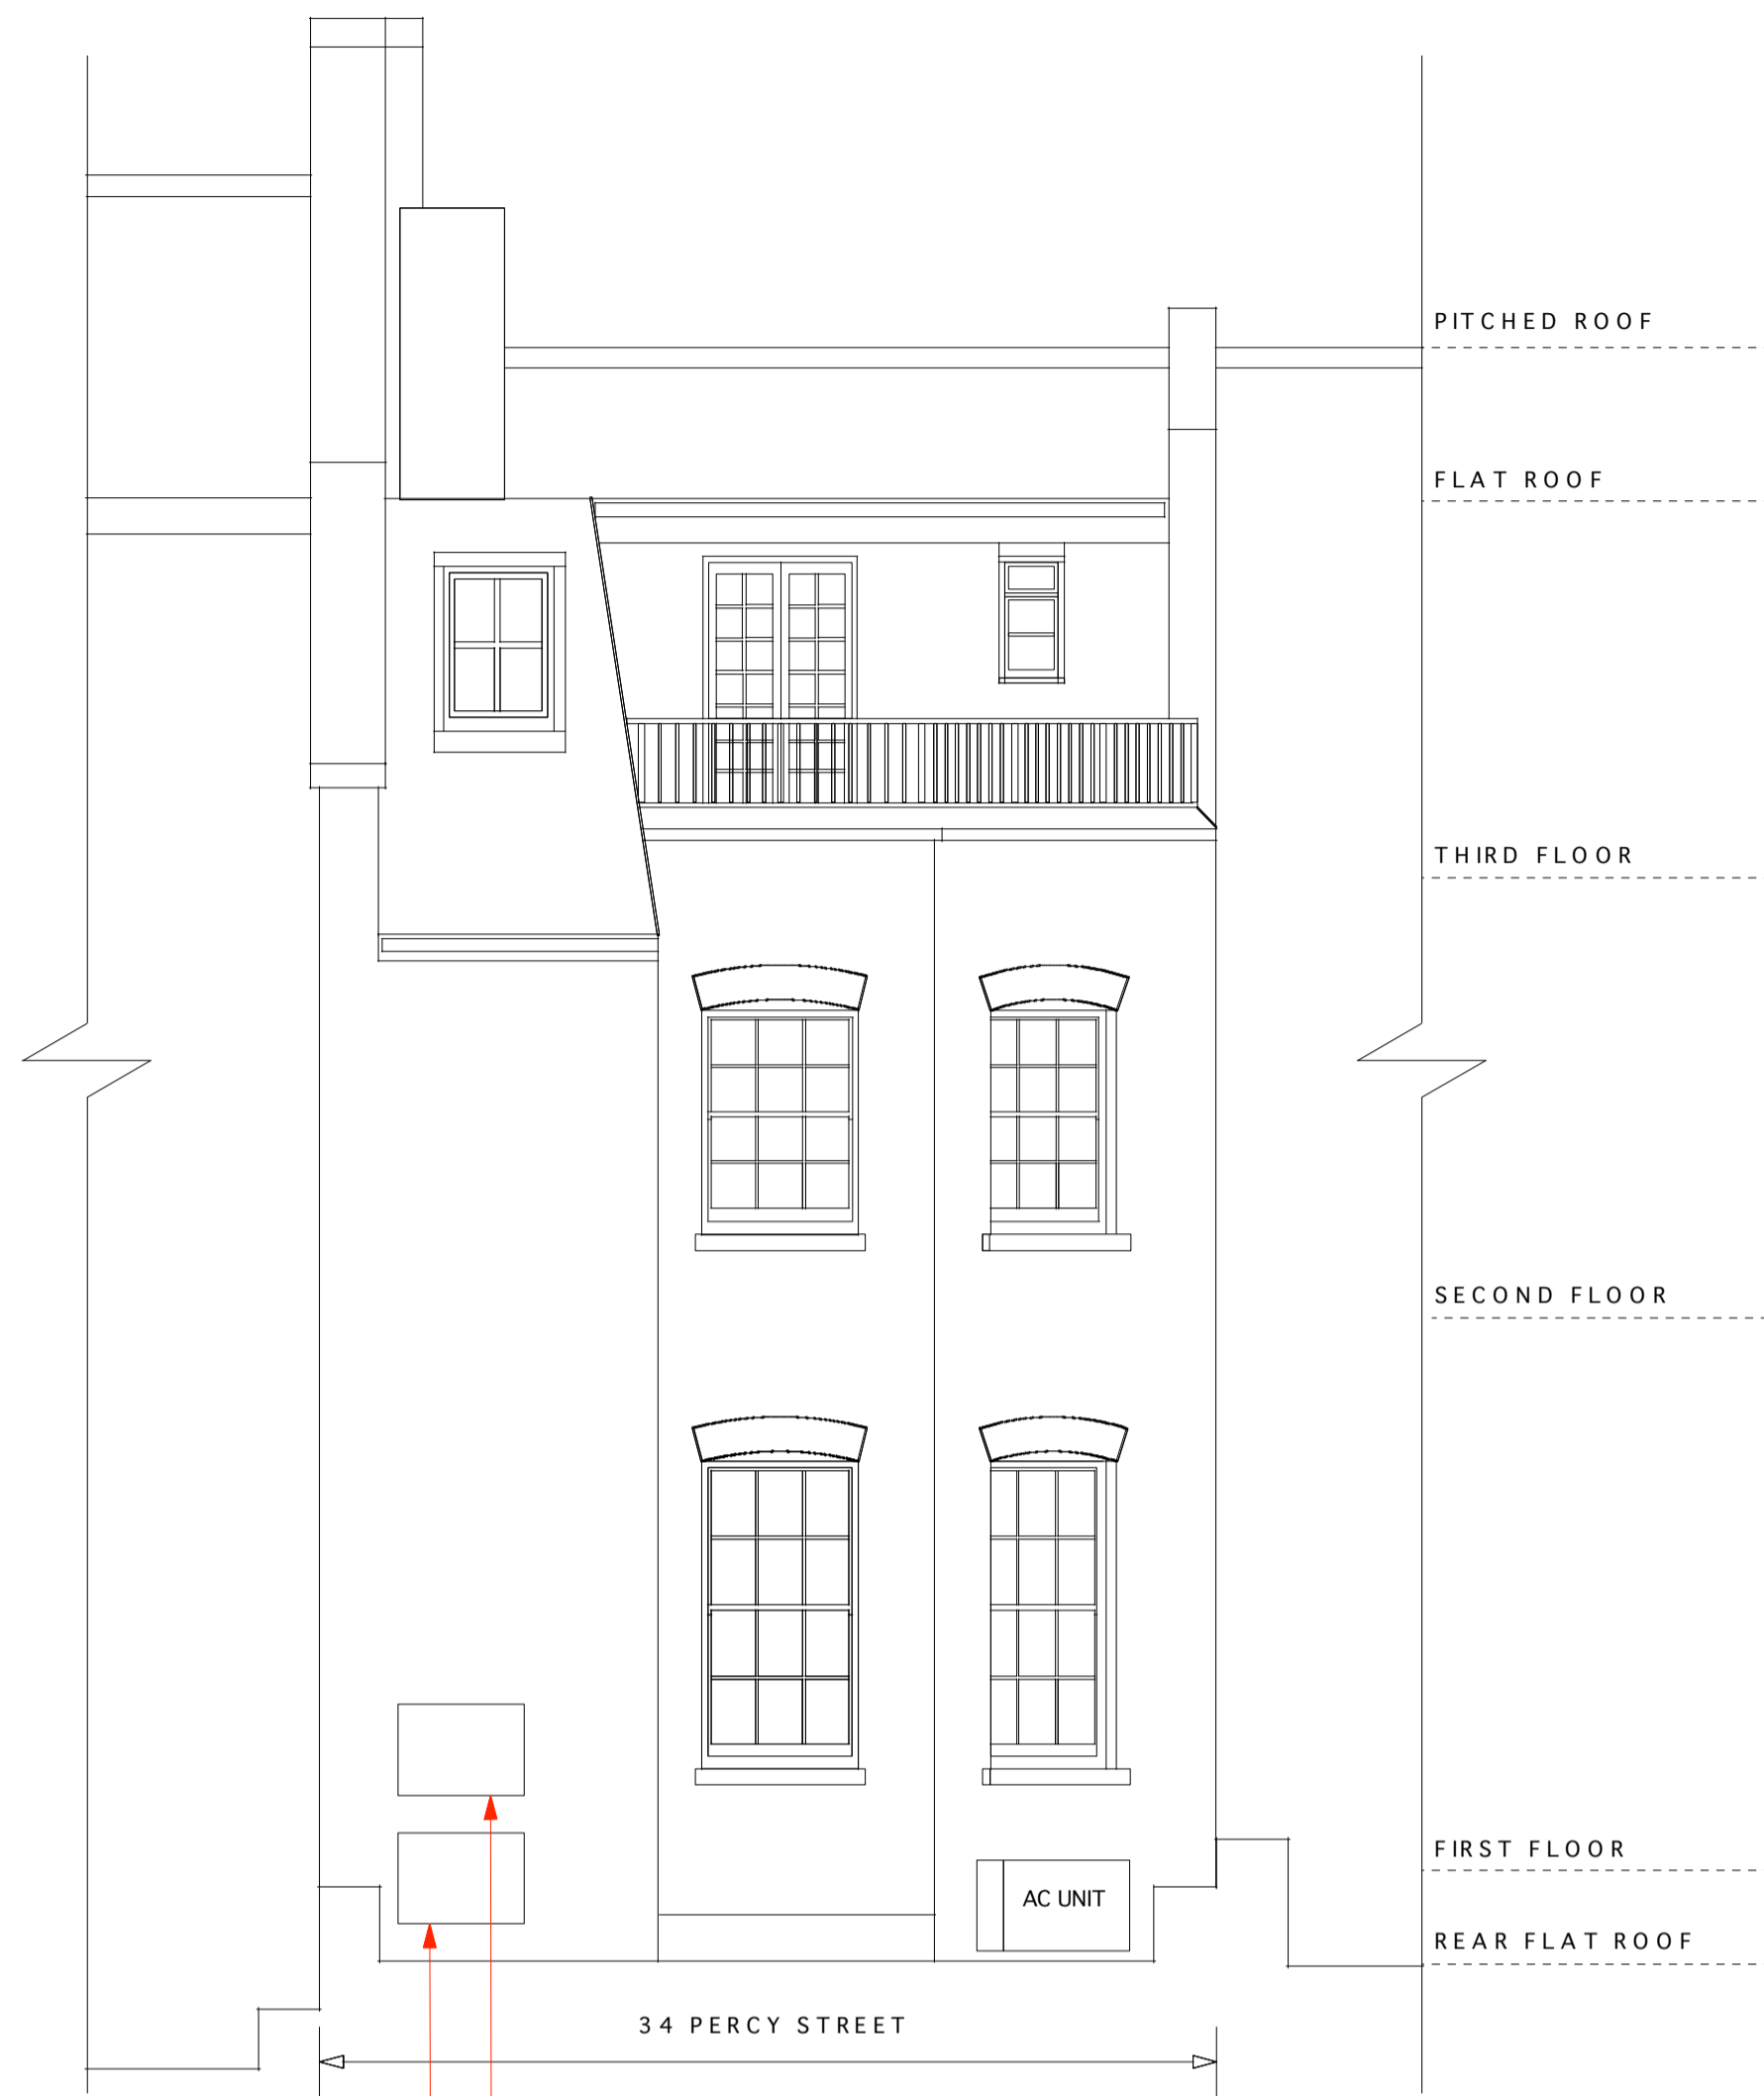 PITCHED ROOF
FLAT ROOF
THIRD FLOOR
SECOND FLOOR
FIRST FLOOR
AC UNIT
REAR FLAT ROOF
34 PERCY STREET